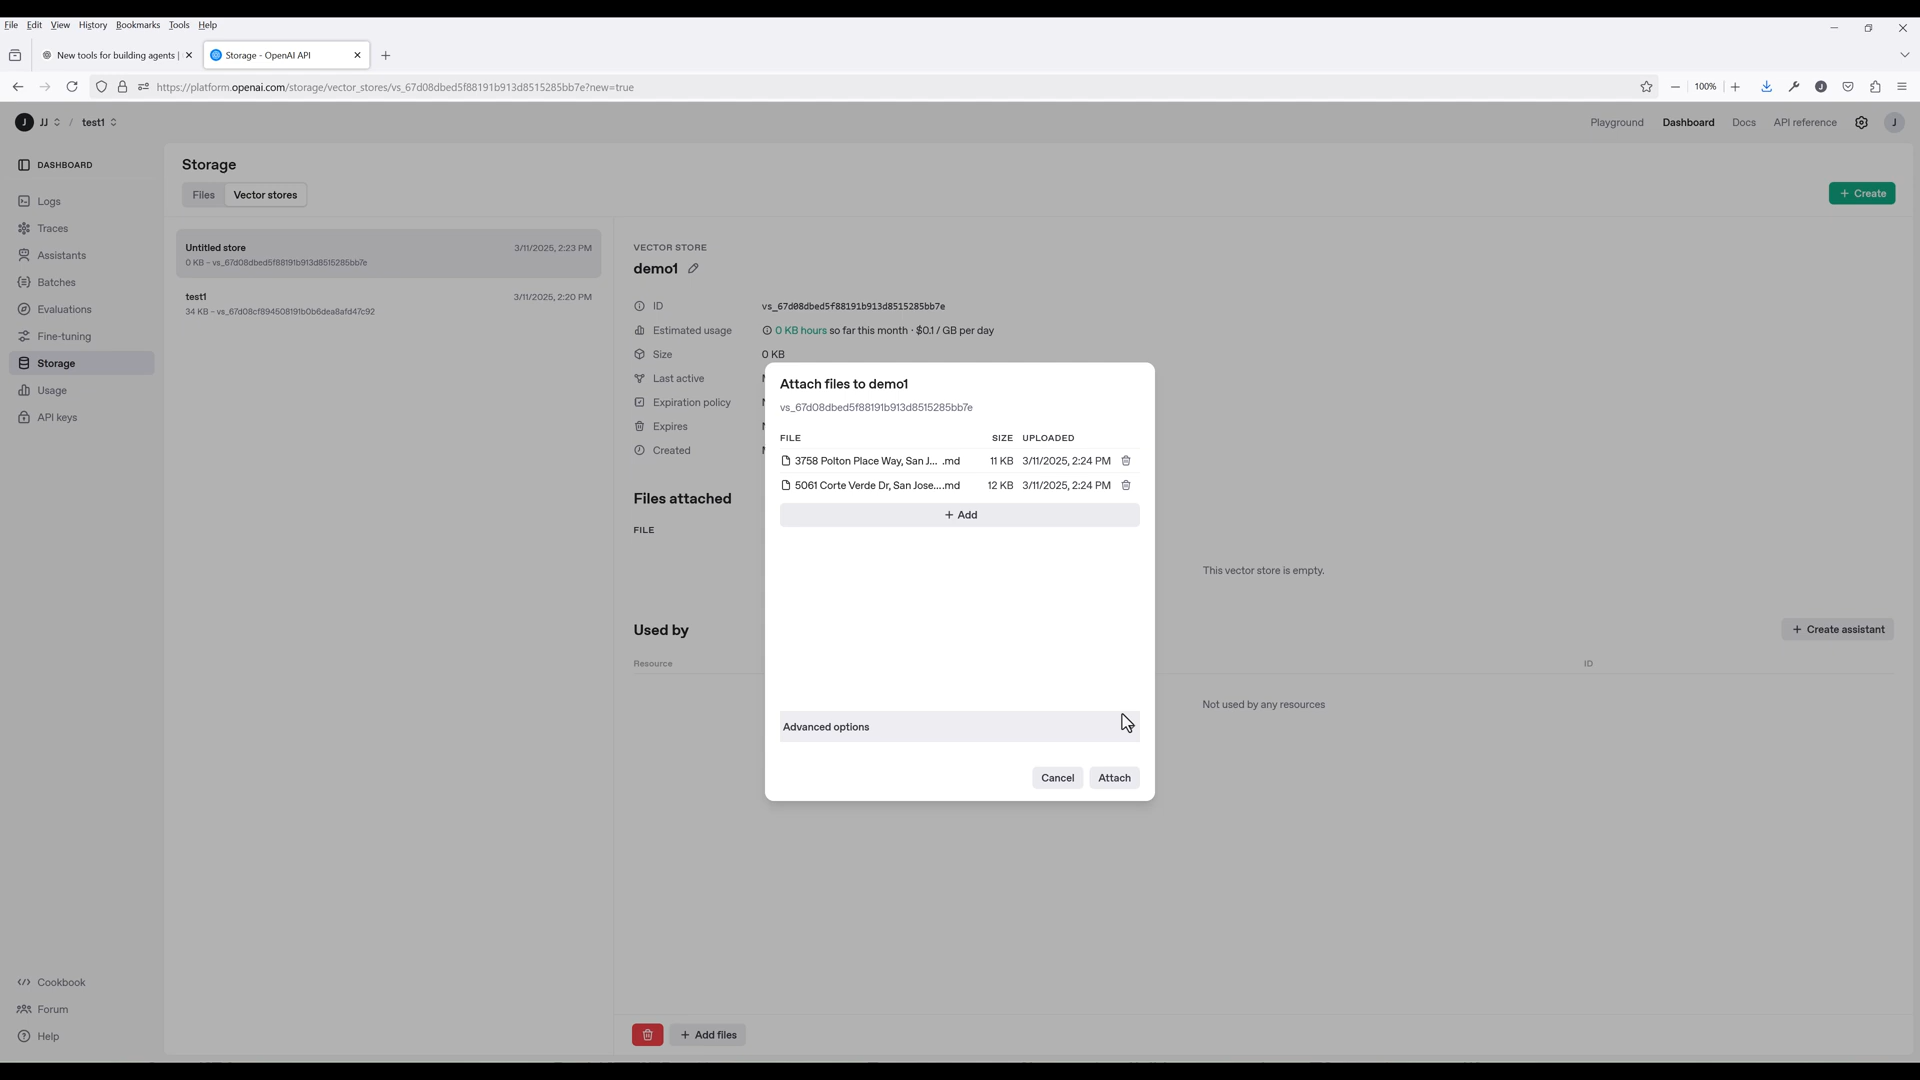 File Edit View History Bookmarks Tools Help
New tools for building agents |
Storage - OpenAI API
https://platform.openai.com/storage/vector_stores/vs_67d08dbed5f88191b913d8515285bb7e?new=true
100%
J JJ / test1
Playground Dashboard Docs API reference J
DASHBOARD
Logs
Traces
Assistants
Batches
Evaluations
Fine-tuning
Storage
Usage
API keys
Cookbook
Forum
Help
Storage
Files Vector stores
+ Create
Untitled store 3/11/2025, 2:23 PM
0 KB - vs_67d08dbed5f88191b913d8515285bb7e
test1 3/11/2025, 2:20 PM
34 KB - vs_67d08cf894508191b0b6dea8afd47c92
VECTOR STORE
demo1
ID vs_67d08dbed5f88191b913d8515285bb7e
Estimated usage 0 KB hours so far this month · $0.1 / GB per day
Size 0 KB
Last active
Expiration policy
Expires
Created
Files attached
FILE
This vector store is empty.
Used by
+ Create assistant
Resource ID
Not used by any resources
+ Add files
Attach files to demo1
vs_67d08dbed5f88191b913d8515285bb7e
FILE SIZE UPLOADED
3758 Polton Place Way, San J... .md 11 KB 3/11/2025, 2:24 PM
5061 Corte Verde Dr, San Jose....md 12 KB 3/11/2025, 2:24 PM
+ Add
Advanced options
Cancel Attach